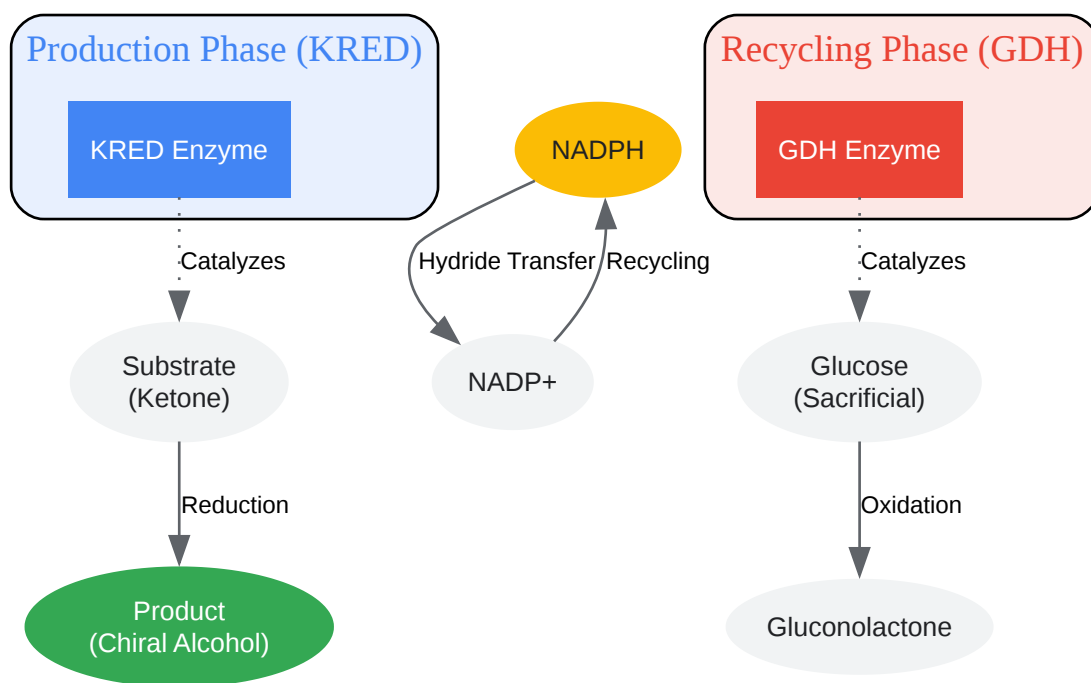 Production Phase (KRED)
Recycling Phase (GDH)
KRED Enzyme
NADPH
GDH Enzyme
Catalyzes
Hydride Transfer
Recycling
Catalyzes
Substrate
(Ketone)
NADP+
Glucose
(Sacrificial)
Reduction
Oxidation
Product
(Chiral Alcohol)
Gluconolactone